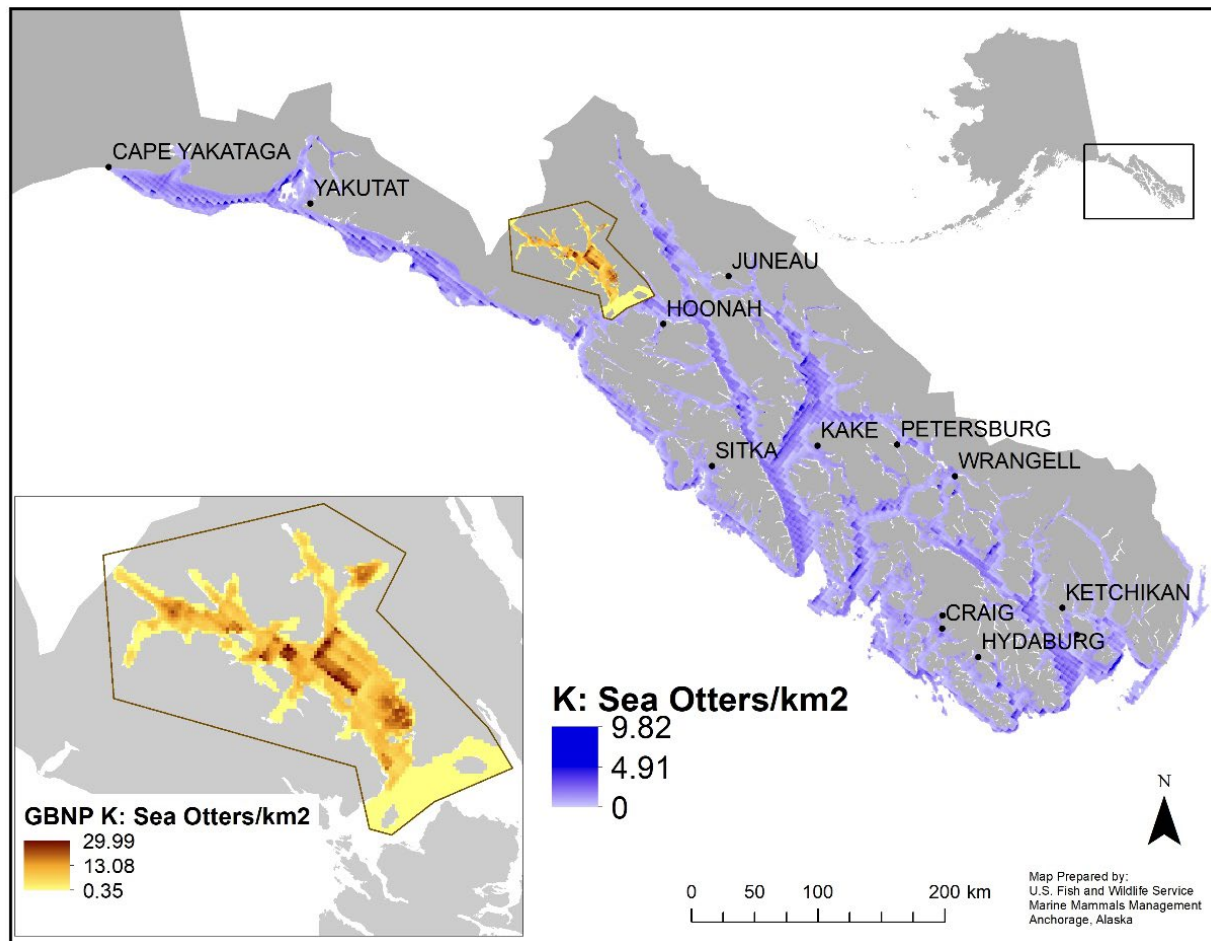 CAPE YAKATAGA
YAKUTAT
JUNEAU
HOONAH
SITKA
KAKE
PETERSBURG
WRANGELL
KETCHIKAN
CRAIG
HYDABURG
K: Sea Otters/km2
9.82
4.91
0
GBNP K: Sea Otters/km2
29.99
13.08
0.35
N
0 50 100 200 km
Map Prepared by:
U.S. Fish and Wildlife Service
Marine Mammals Management
Anchorage, Alaska